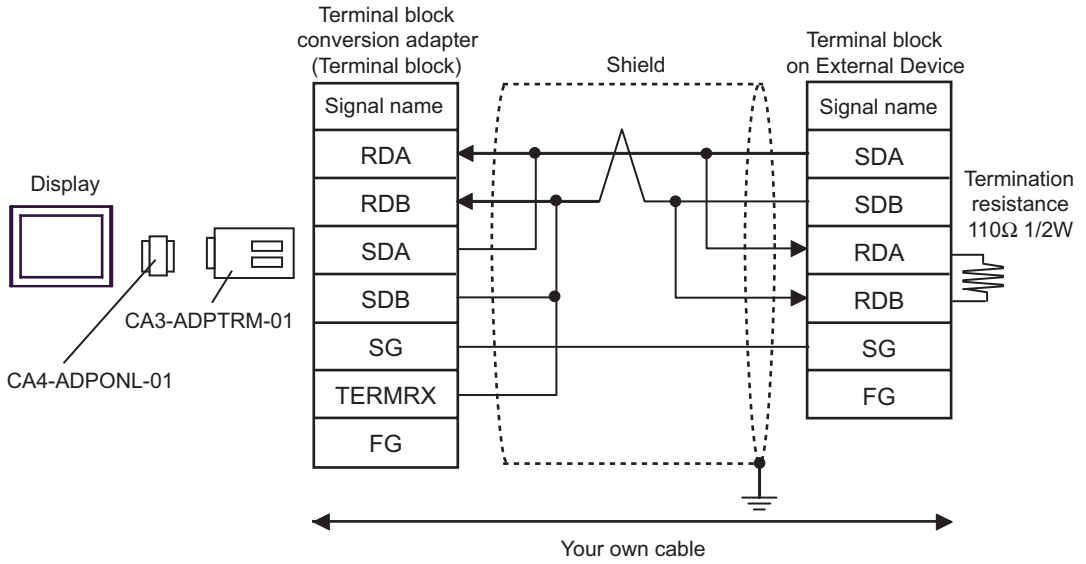 Terminal block
conversion adapter
(Terminal block)
Shield
Terminal block
on External Device
Signal name
RDA
RDB
SDA
SDB
SG
TERMRX
FG
Signal name
SDA
SDB
RDA
RDB
SG
FG
Termination
resistance
110Ω 1/2W
Display
CA3-ADPTRM-01
CA4-ADPONL-01
Your own cable